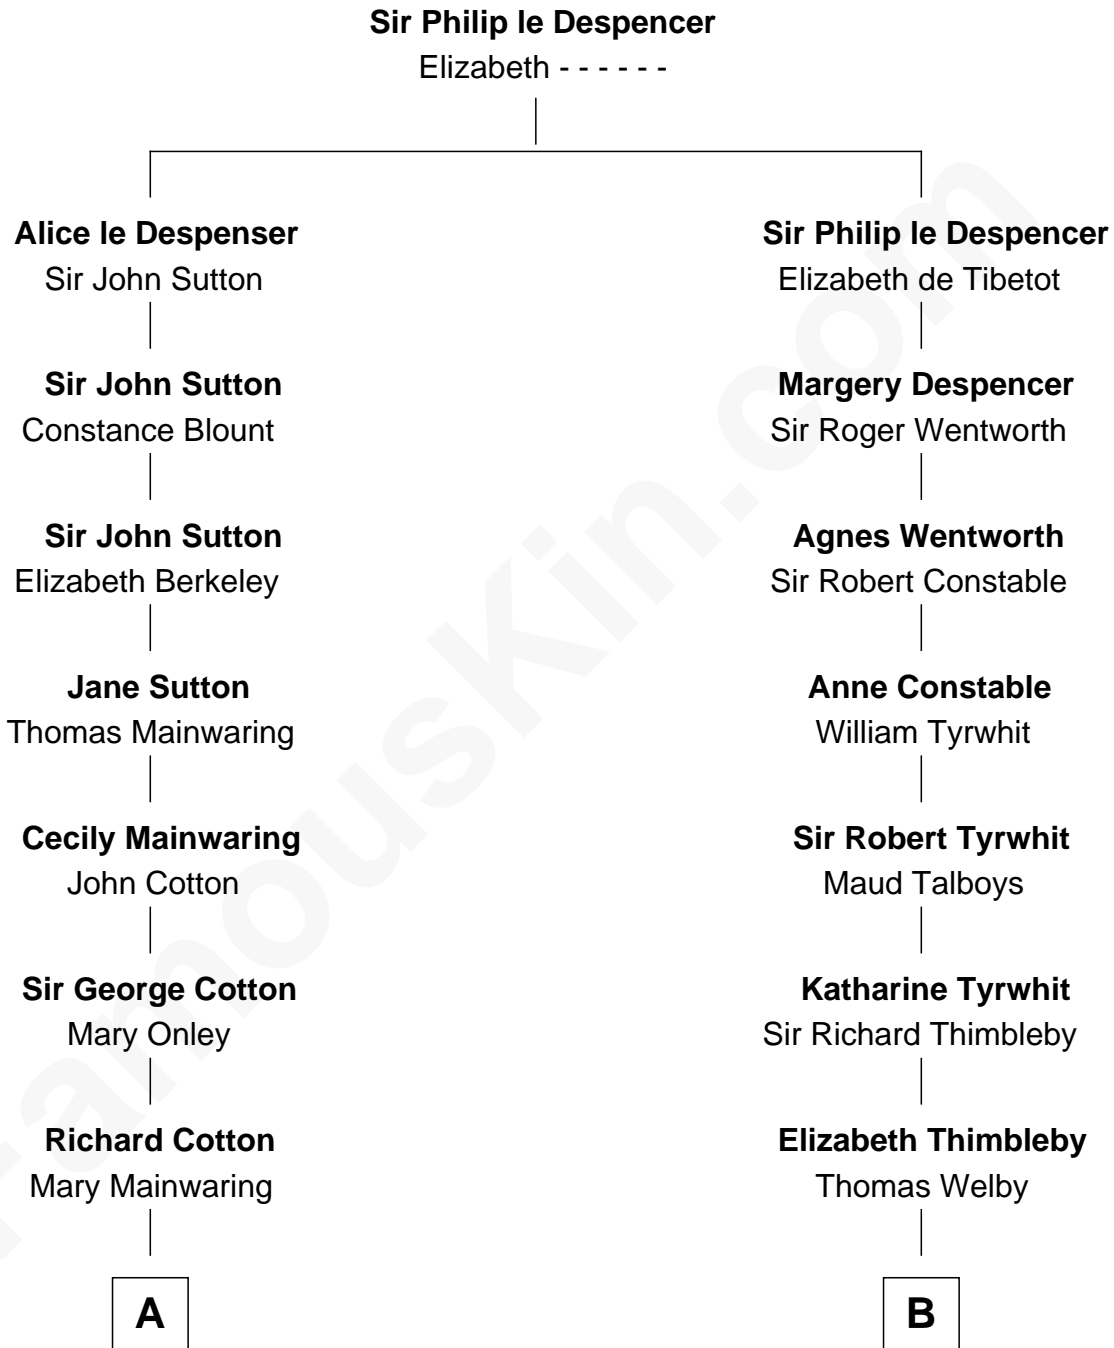 Sir Philip le Despencer
Elizabeth - - - - - -
Alice le Despenser
Sir John Sutton
Sir John Sutton
Constance Blount
Sir John Sutton
Elizabeth Berkeley
Jane Sutton
Thomas Mainwaring
Cecily Mainwaring
John Cotton
Sir George Cotton
Mary Onley
Richard Cotton
Mary Mainwaring
A
Sir Philip le Despencer
Elizabeth de Tibetot
Margery Despencer
Sir Roger Wentworth
Agnes Wentworth
Sir Robert Constable
Anne Constable
William Tyrwhit
Sir Robert Tyrwhit
Maud Talboys
Katharine Tyrwhit
Sir Richard Thimbleby
Elizabeth Thimbleby
Thomas Welby
B
FamousKin.com